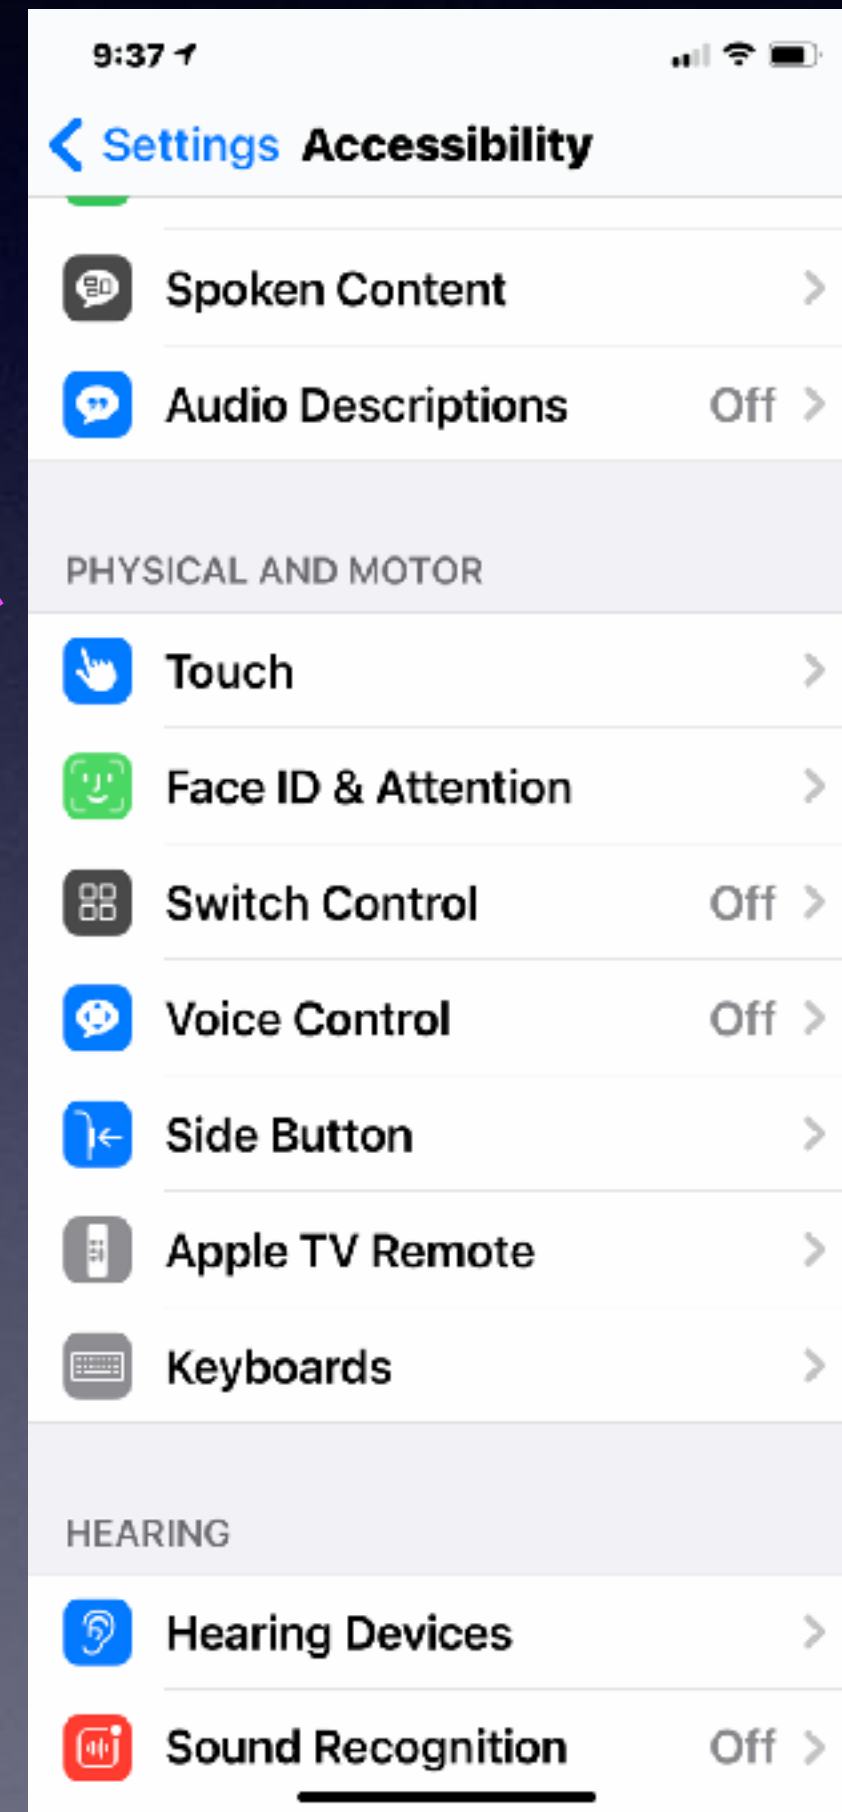 9:37
Settings Accessibility
Spoken Content
Audio Descriptions Off
PHYSICAL AND MOTOR
Touch
Face ID & Attention
Switch Control Off
Voice Control Off
Side Button
Apple TV Remote
Keyboards
HEARING
Hearing Devices
Sound Recognition Off